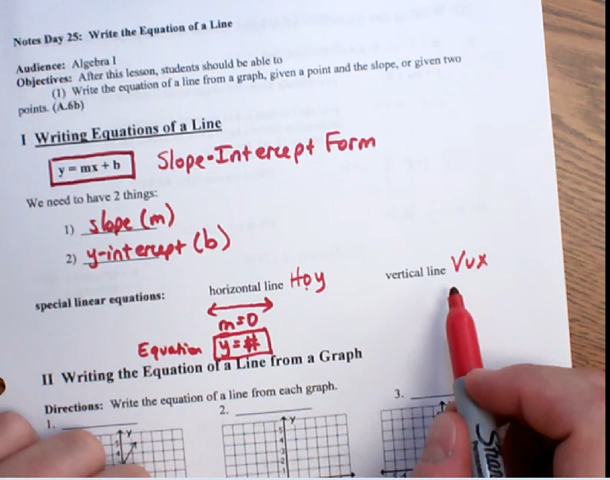 Notes Day 25: Write the Equation of a Line
Audience: Algebra I
Objectives: After this lesson, students should be able to
(1) Write the equation of a line from a graph, given a point and the slope, or given two
points. (A.6b)
I Writing Equations of a Line
y = mx + b Slope-Intercept Form
We need to have 2 things:
1) slope (m)
2) y-intercept (b)
special linear equations: horizontal line Hoy vertical line Vux
m=0
Equation y=#
II Writing the Equation of a Line from a Graph
Directions: Write the equation of a line from each graph.
1. 2. 3.
y y